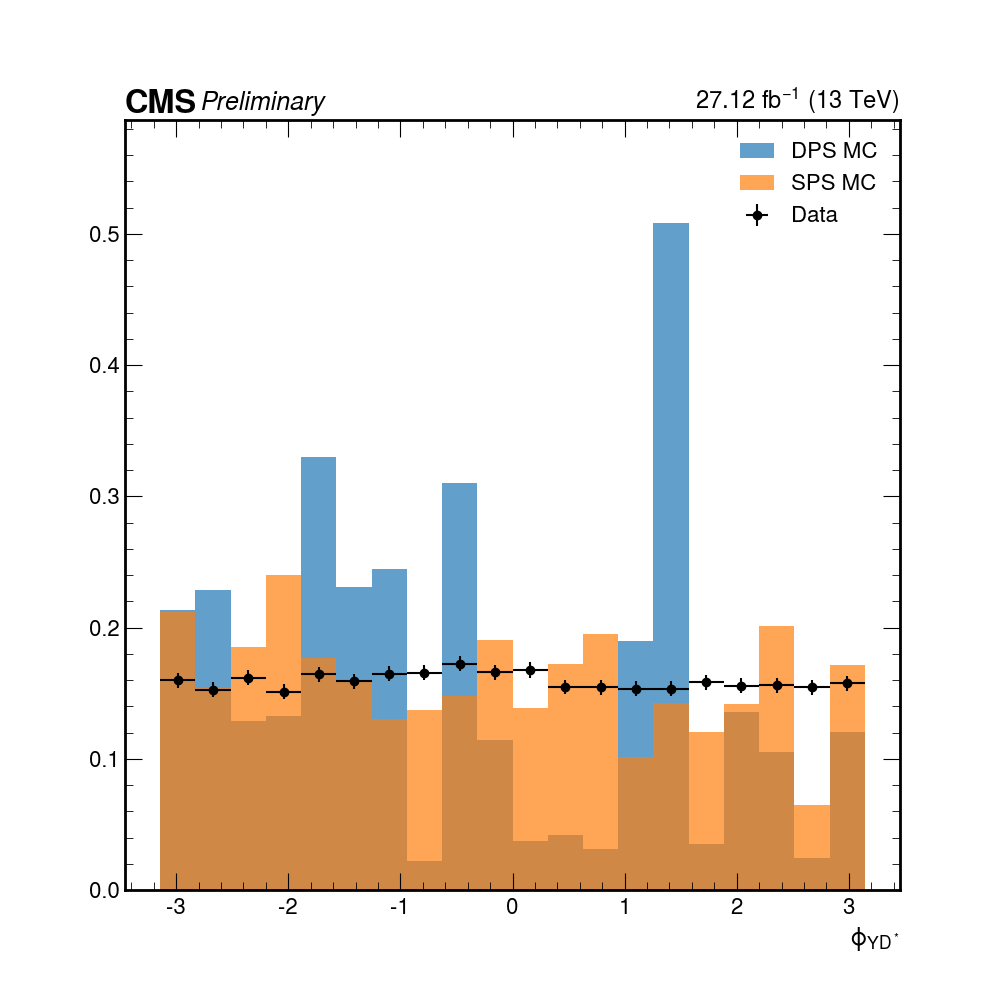 CMS Preliminary 27.12 fb⁻¹ (13 TeV)
DPS MC
SPS MC
Data
0.5
0.4
0.3
0.2
0.1
0.0
-3 -2 -1 0 1 2 3
ϕYD*